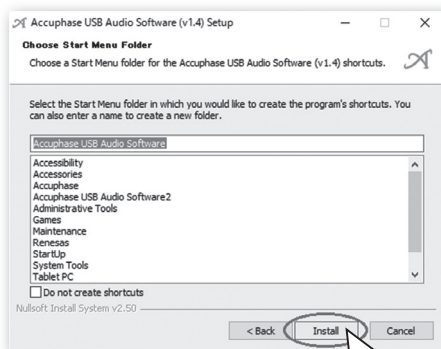 Accuphase USB Audio Software (v1.4) Setup
Choose Start Menu Folder
Choose a Start Menu folder for the Accuphase USB Audio Software (v1.4) shortcuts.
Select the Start Menu folder in which you would like to create the program's shortcuts. You
can also enter a name to create a new folder.
Accuphase USB Audio Software
Accessibility
Accessories
Accuphase
Accuphase USB Audio Software2
Administrative Tools
Games
Maintenance
Renesas
StartUp
System Tools
Tablet PC
Do not create shortcuts
Nullsoft Install System v2.50
< Back Install Cancel